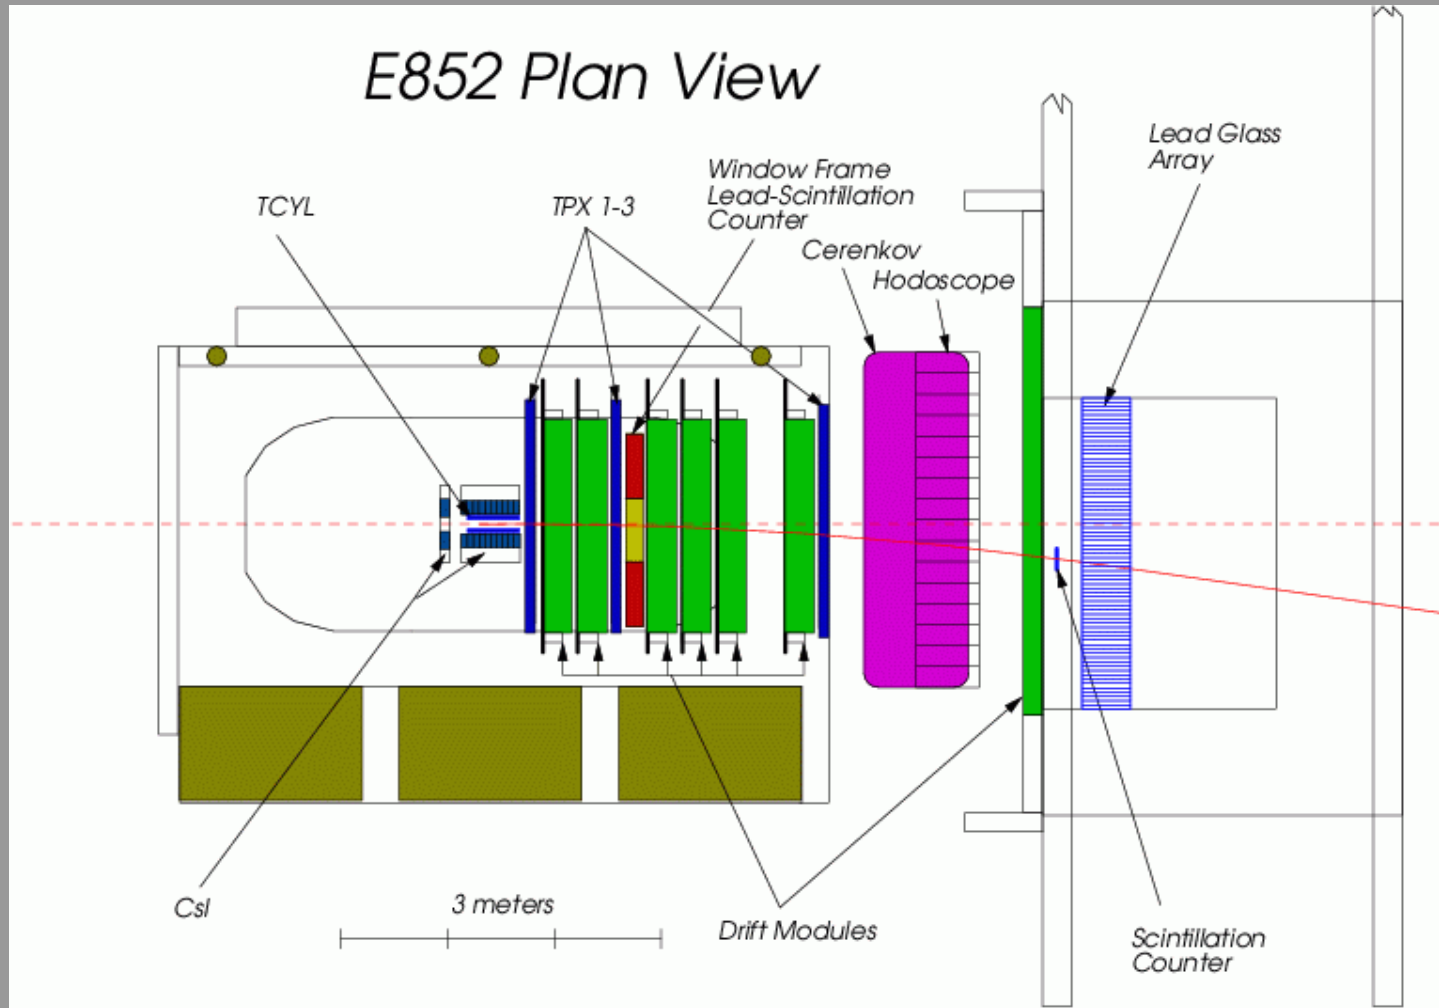 E852 Plan View
Lead Glass
Array
Window Frame
Lead-Scintillation
Counter
TCYL
TPX 1-3
Cerenkov
Hodoscope
CsI
3 meters
Drift Modules
Scintillation
Counter